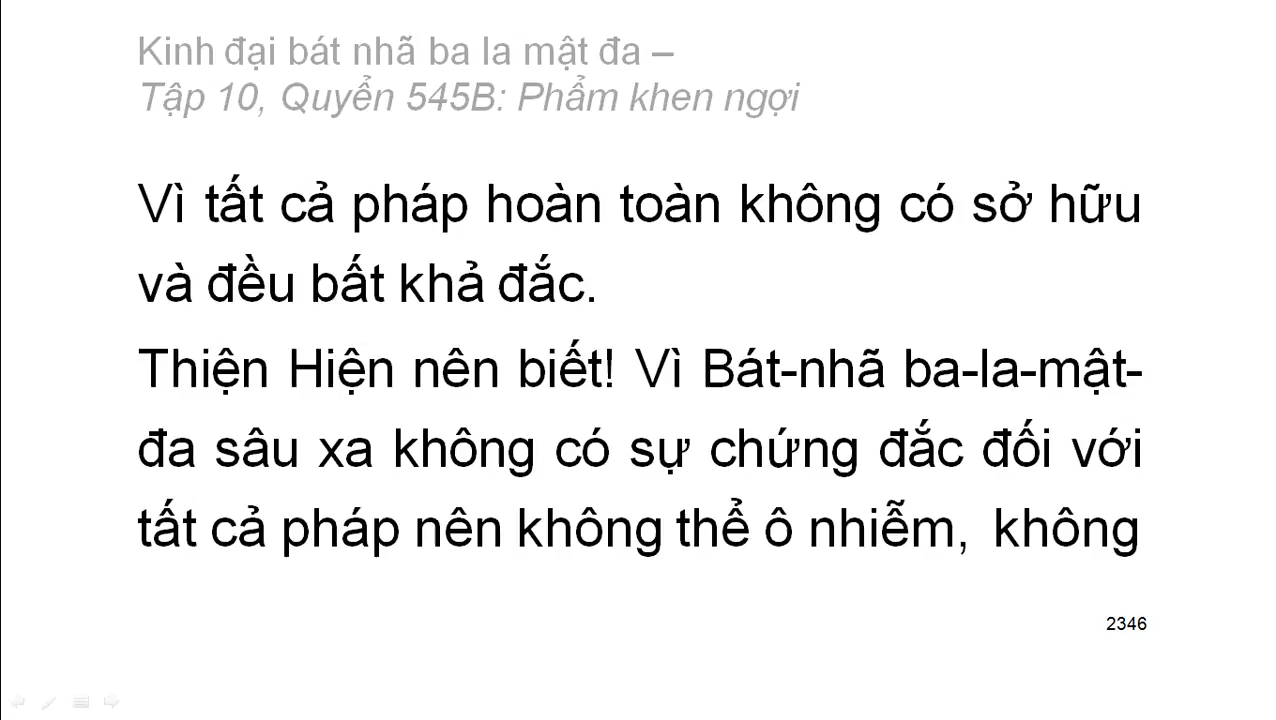 Kinh đại bát nhã ba la mật đa –
Tập 10, Quyển 545B: Phẩm khen ngợi
Vì tất cả pháp hoàn toàn không có sở hữu
và đều bất khả đắc.
Thiện Hiện nên biết! Vì Bát-nhã ba-la-mật-
đa sâu xa không có sự chứng đắc đối với
tất cả pháp nên không thể ô nhiễm, không
2346